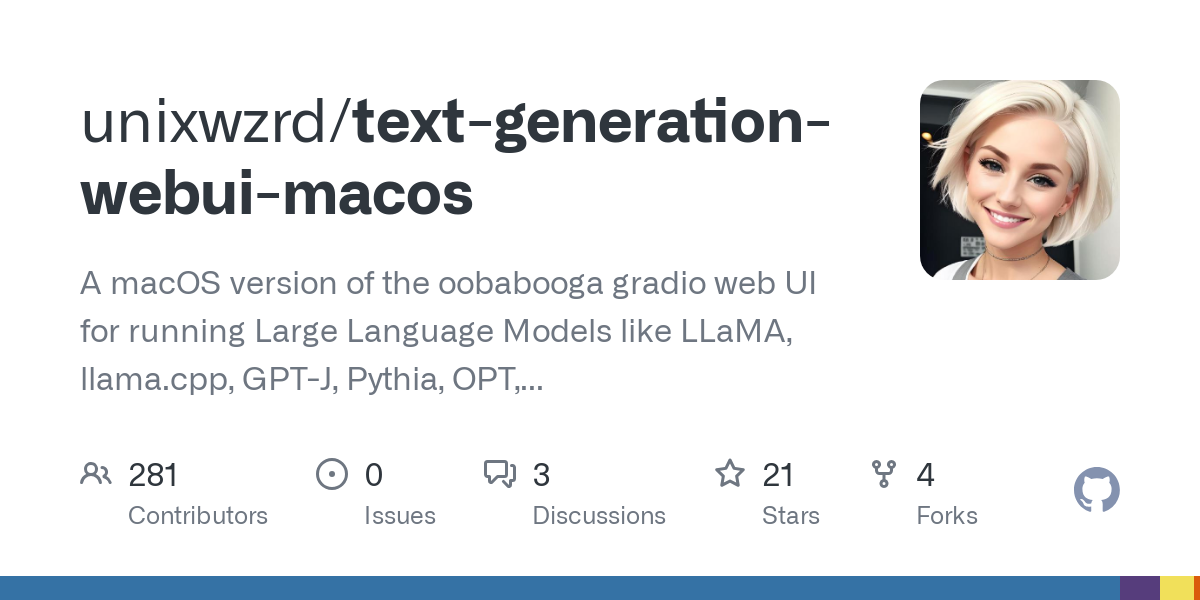 unixwzrd/text-generation-
webui-macos
A macOS version of the oobabooga gradio web UI
for running Large Language Models like LLaMA,
llama.cpp, GPT-J, Pythia, OPT,...
281
Contributors
0
Issues
3
Discussions
21
Stars
4
Forks